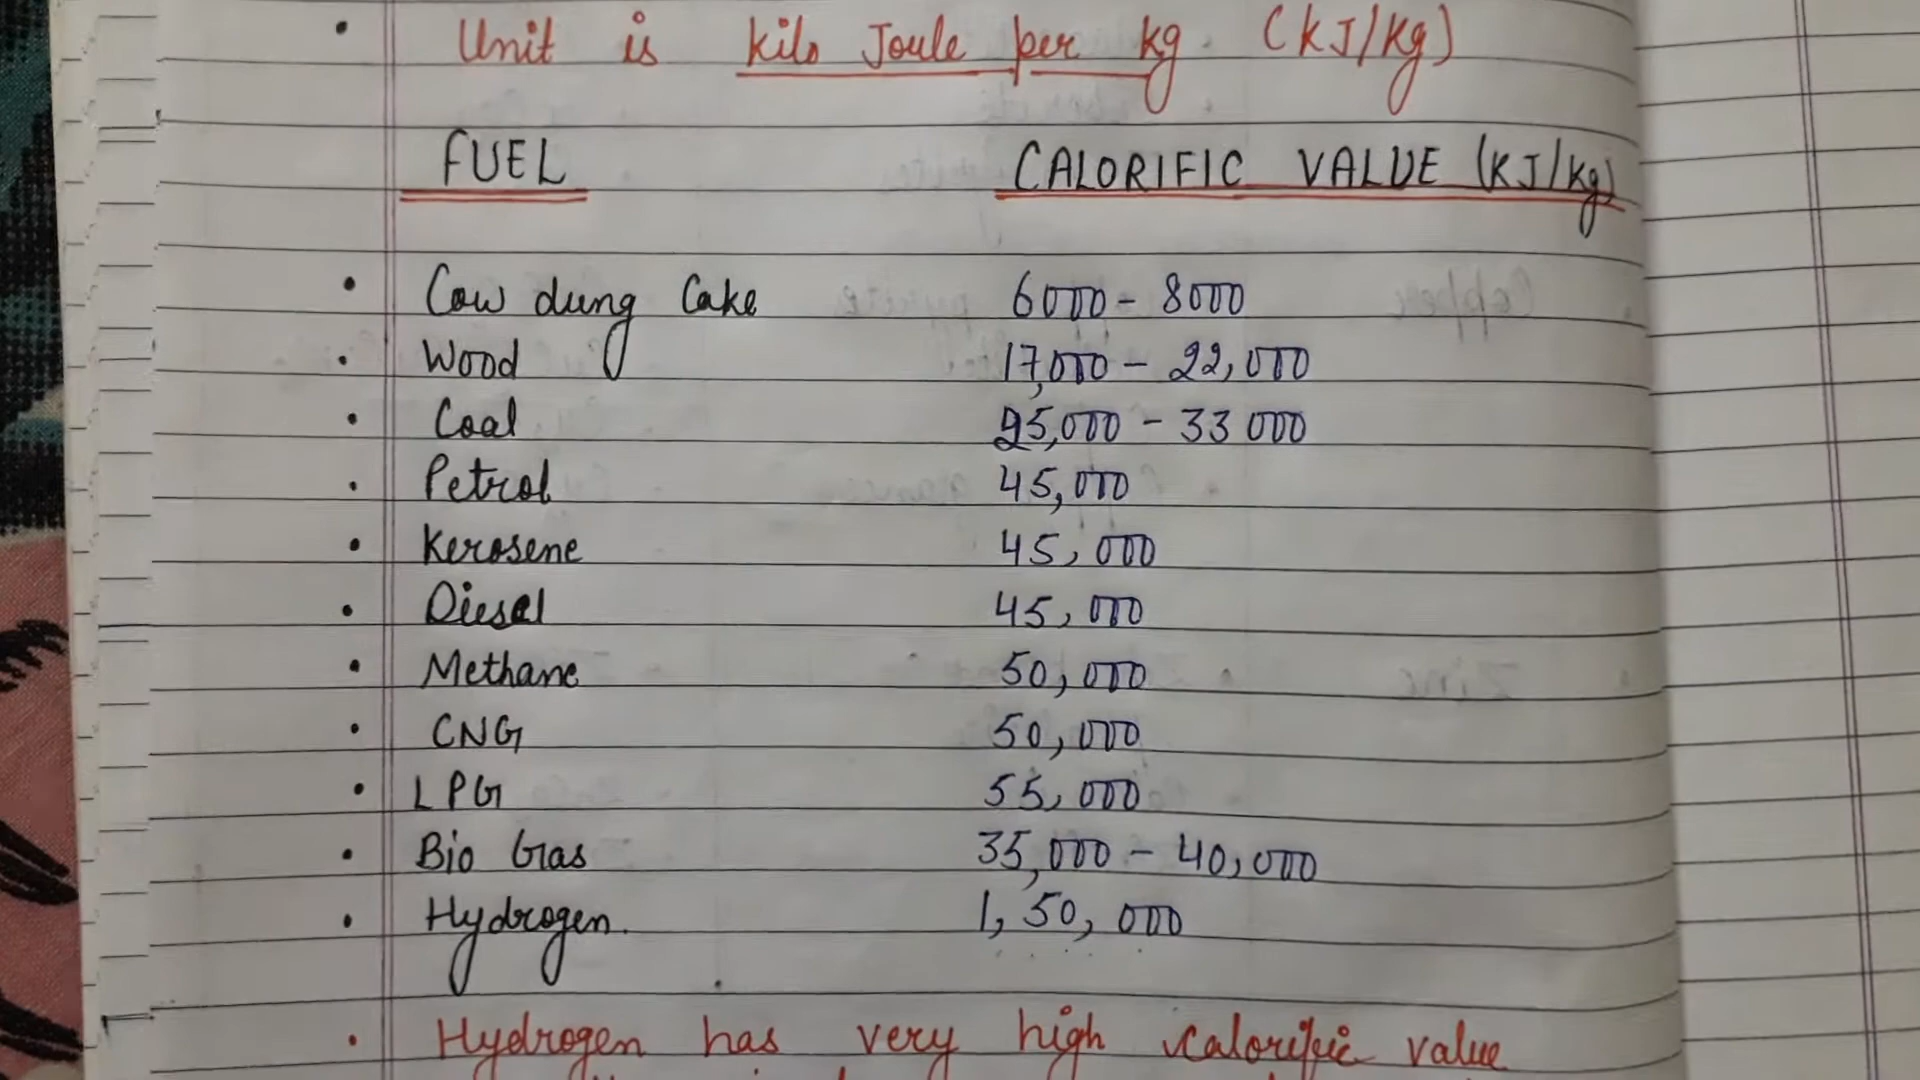 • Unit is kilo Joule per kg. (kJ/kg)
FUEL CALORIFIC VALUE (KJ/kg)
• Cow dung Cake 6000 - 8000
• Wood 17,000 - 22,000
• Coal 25,000 - 33 000
• Petrol 45,000
• Kerosene 45,000
• Diesel 45,000
• Methane 50,000
• CNG 50,000
• LPG 55,000
• Bio Gas 35,000 - 40,000
• Hydrogen. 1,50,000
• Hydrogen has very high calorific value